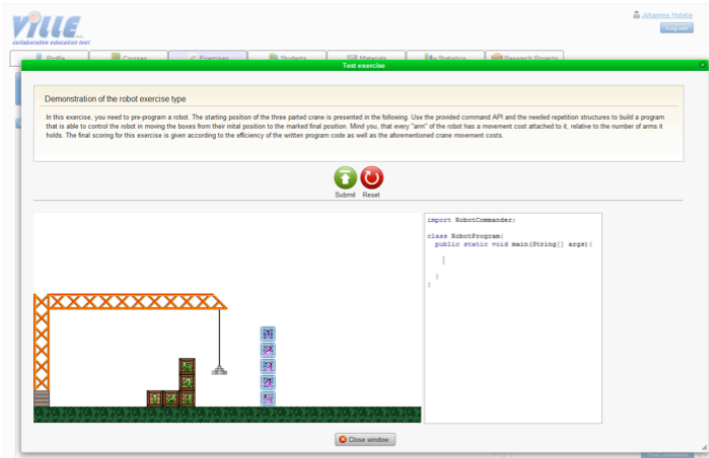 ViLLE
collaborative education tool
Johannes Holvitie
Log out
Profile
Courses
Exercises
Students
Materials
My Statistics
Research Projects
Test exercise
Demonstration of the robot exercise type
In this exercise, you need to pre-program a robot. The starting position of the three parted crane is presented in the following. Use the provided command API and the needed repetition structures to build a program
that is able to control the robot in moving the boxes from their inital position to the marked final position. Mind you, that every "arm" of the robot has a movement cost attached to it, relative to the number of arms it
holds. The final scoring for this exercise is given according to the efficiency of the written program code as well as the aforementioned crane movement costs.
Submit
Reset
import RobotCommander;
class RobotProgram{
public static void main(String[] args){
}
}
Close window